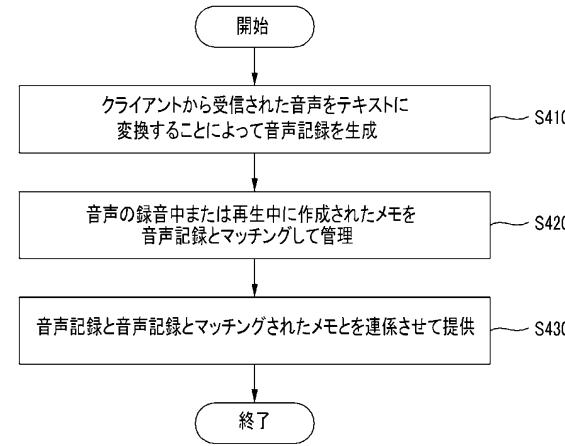 開始
クライアントから受信された音声をテキストに
変換することによって音声記録を生成
S410
音声の録音中または再生中に作成されたメモを
音声記録とマッチングして管理
S420
音声記録と音声記録とマッチングされたメモとを連係させて提供
S430
終了